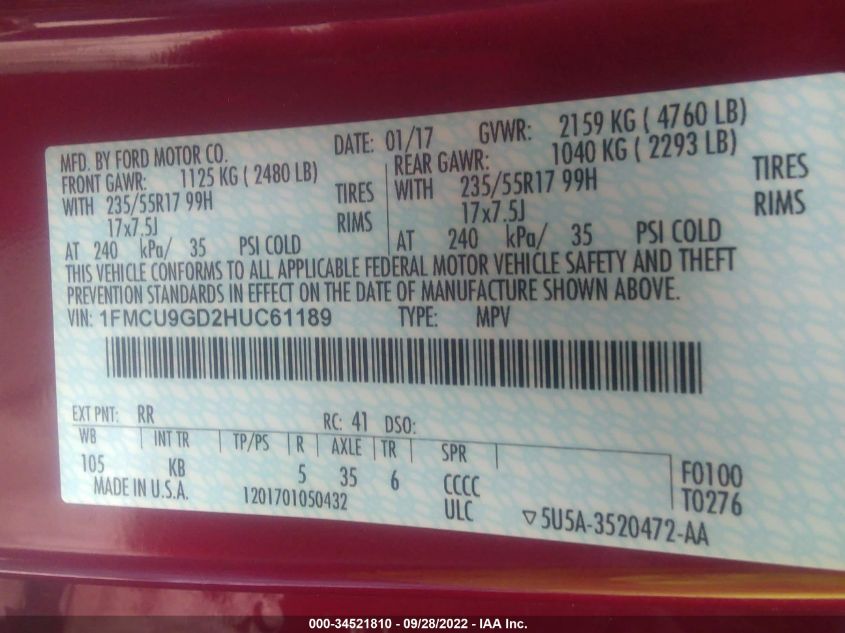 MFD. BY FORD MOTOR CO. DATE: 01/17 GVWR: 2159 KG ( 4760 LB)
FRONT GAWR: 1125 KG ( 2480 LB) REAR GAWR: 1040 KG ( 2293 LB)
WITH 235/55R17 99H TIRES WITH 235/55R17 99H TIRES
17x7.5J RIMS 17x7.5J RIMS
AT 240 kPa/ 35 PSI COLD AT 240 kPa/ 35 PSI COLD
THIS VEHICLE CONFORMS TO ALL APPLICABLE FEDERAL MOTOR VEHICLE SAFETY AND THEFT
PREVENTION STANDARDS IN EFFECT ON THE DATE OF MANUFACTURE SHOWN ABOVE.
VIN: 1FMCU9GD2HUC61189 TYPE: MPV
EXT PNT: RR RC: 41 DSO:
WB INT TR TP/PS R AXLE TR SPR
105 KB 5 35 6 CCCC F0100
MADE IN U.S.A. 1201701050432 ULC T0276
▽5U5A-3520472-AA
000-34521810 - 09/28/2022 - IAA Inc.